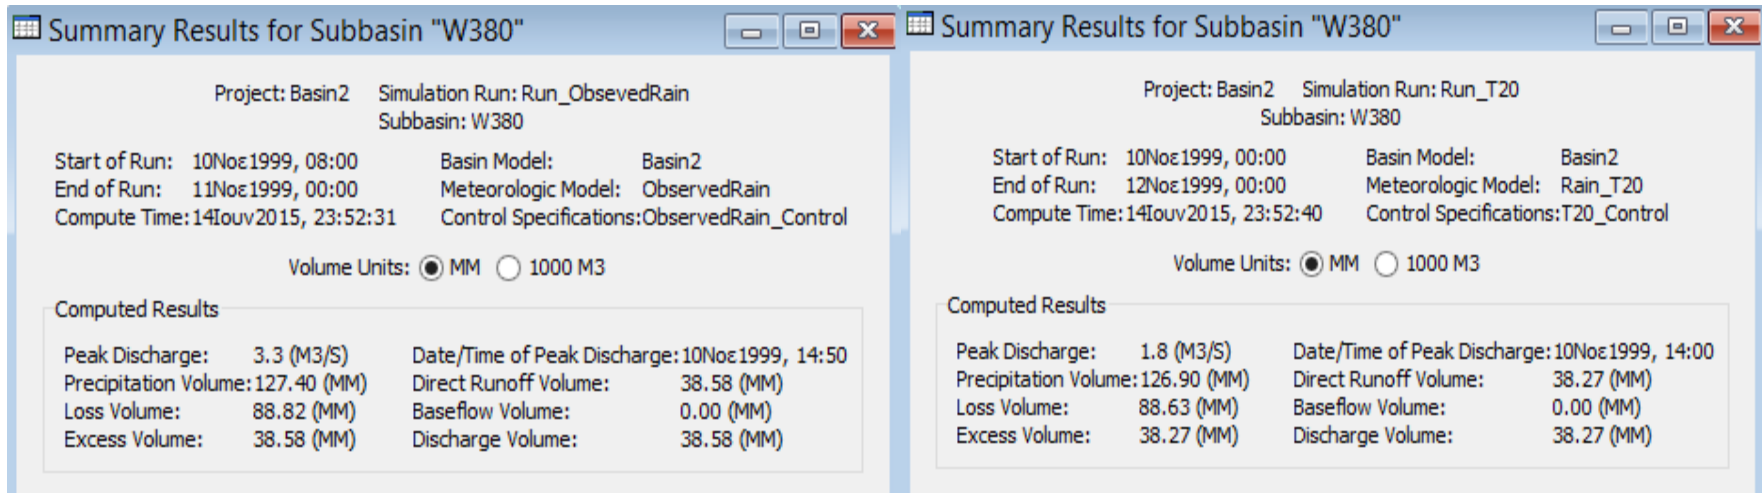 Summary Results for Subbasin "W380"
Project: Basin2 Simulation Run: Run_ObsevedRain
Subbasin: W380
Start of Run: 10Νοε1999, 08:00 Basin Model: Basin2
End of Run: 11Νοε1999, 00:00 Meteorologic Model: ObservedRain
Compute Time:14Ιουν2015, 23:52:31 Control Specifications:ObservedRain_Control
Volume Units: MM 1000 M3
Computed Results
Peak Discharge: 3.3 (M3/S) Date/Time of Peak Discharge:10Νοε1999, 14:50
Precipitation Volume:127.40 (MM) Direct Runoff Volume: 38.58 (MM)
Loss Volume: 88.82 (MM) Baseflow Volume: 0.00 (MM)
Excess Volume: 38.58 (MM) Discharge Volume: 38.58 (MM)
Summary Results for Subbasin "W380"
Project: Basin2 Simulation Run: Run_T20
Subbasin: W380
Start of Run: 10Νοε1999, 00:00 Basin Model: Basin2
End of Run: 12Νοε1999, 00:00 Meteorologic Model: Rain_T20
Compute Time:14Ιουν2015, 23:52:40 Control Specifications:T20_Control
Volume Units: MM 1000 M3
Computed Results
Peak Discharge: 1.8 (M3/S) Date/Time of Peak Discharge:10Νοε1999, 14:00
Precipitation Volume:126.90 (MM) Direct Runoff Volume: 38.27 (MM)
Loss Volume: 88.63 (MM) Baseflow Volume: 0.00 (MM)
Excess Volume: 38.27 (MM) Discharge Volume: 38.27 (MM)